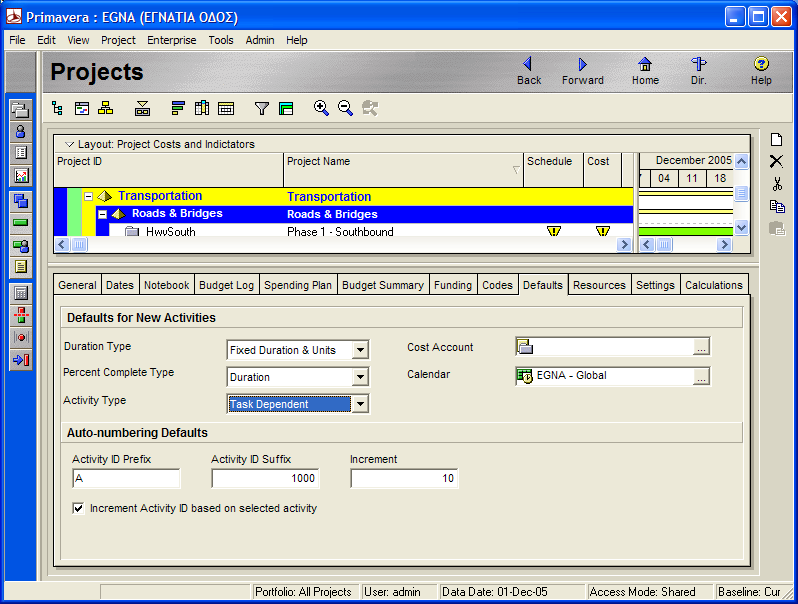 Primavera : EGNA (ΕΓΝΑΤΙΑ ΟΔΟΣ)
File Edit View Project Enterprise Tools Admin Help
Projects
Back Forward Home Dir. Help
Layout: Project Costs and Indicators
Project ID Project Name Schedule Cost December 2005
04 11 18
Transportation Transportation
Roads & Bridges Roads & Bridges
HwySouth Phase 1 - Southbound
General Dates Notebook Budget Log Spending Plan Budget Summary Funding Codes Defaults Resources Settings Calculations
Defaults for New Activities
Duration Type Fixed Duration & Units Cost Account ...
Percent Complete Type Duration Calendar EGNA - Global ...
Activity Type Task Dependent
Auto-numbering Defaults
Activity ID Prefix Activity ID Suffix Increment
A 1000 10
Increment Activity ID based on selected activity
Portfolio: All Projects User: admin Data Date: 01-Dec-05 Access Mode: Shared Baseline: Cur